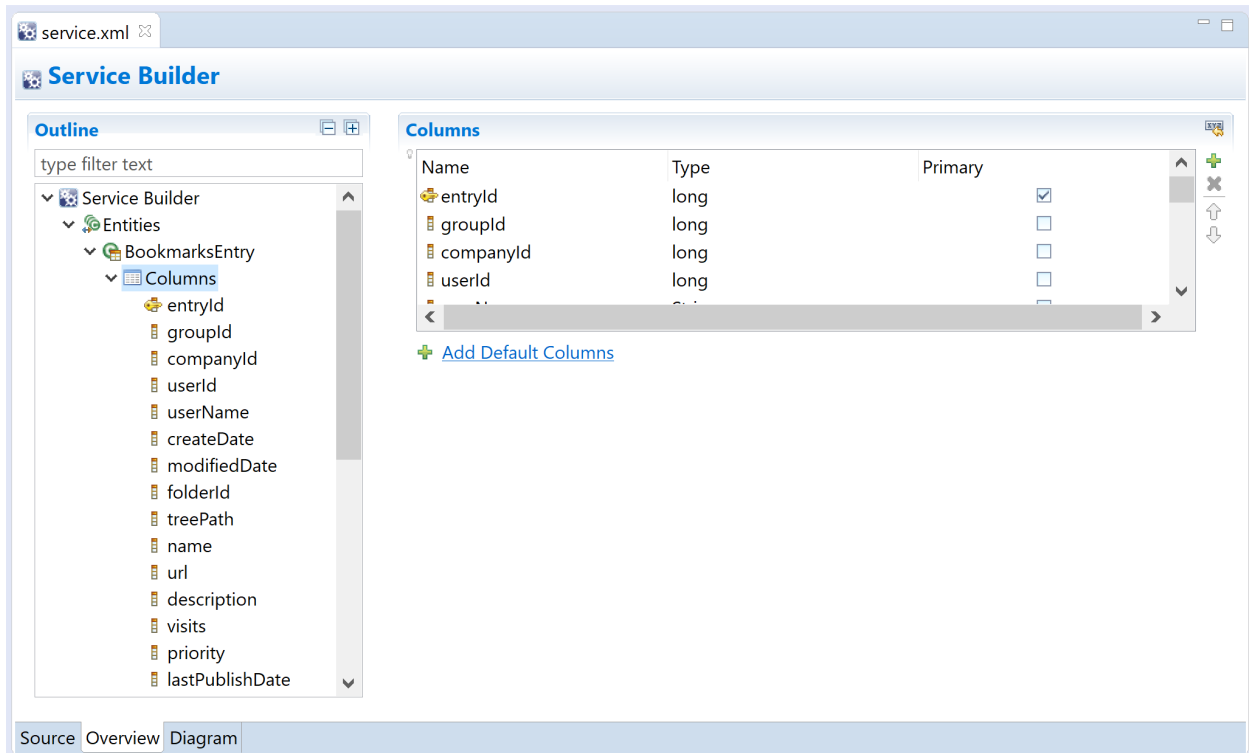 service.xml
Service Builder
Outline
type filter text
Service Builder
Entities
BookmarksEntry
Columns
entryId
groupId
companyId
userId
userName
createDate
modifiedDate
folderId
treePath
name
url
description
visits
priority
lastPublishDate
Columns
Name Type Primary
entryId long
groupId long
companyId long
userId long
Add Default Columns
Source Overview Diagram